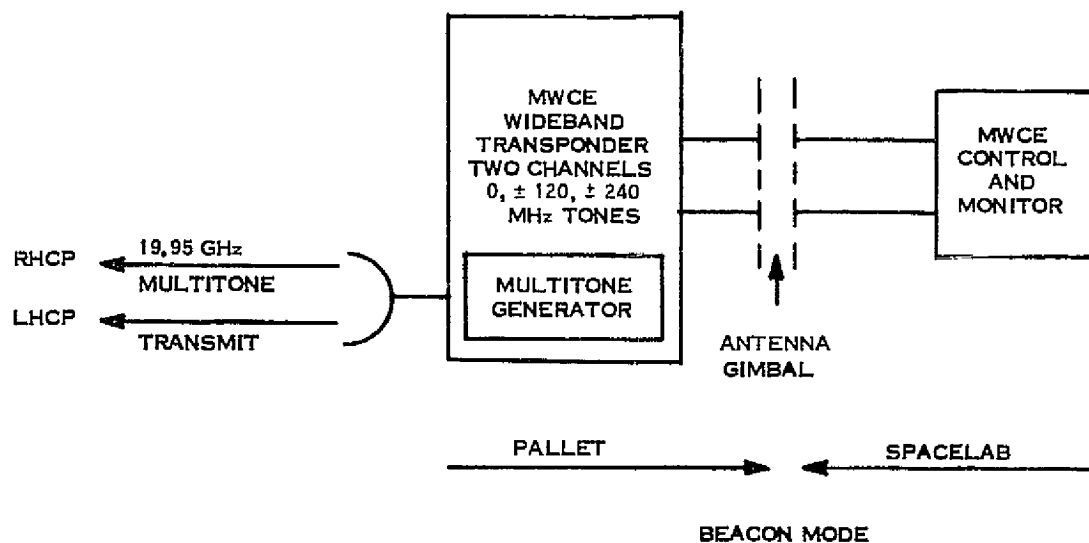 MWCE
WIDEBAND
TRANSPONDER
TWO CHANNELS
0, ± 120, ± 240
MHz TONES
MULTITONE
GENERATOR
MWCE
CONTROL
AND
MONITOR
RHCP
19.95 GHz
MULTITONE
LHCP
TRANSMIT
ANTENNA
GIMBAL
PALLET
SPACELAB
BEACON MODE